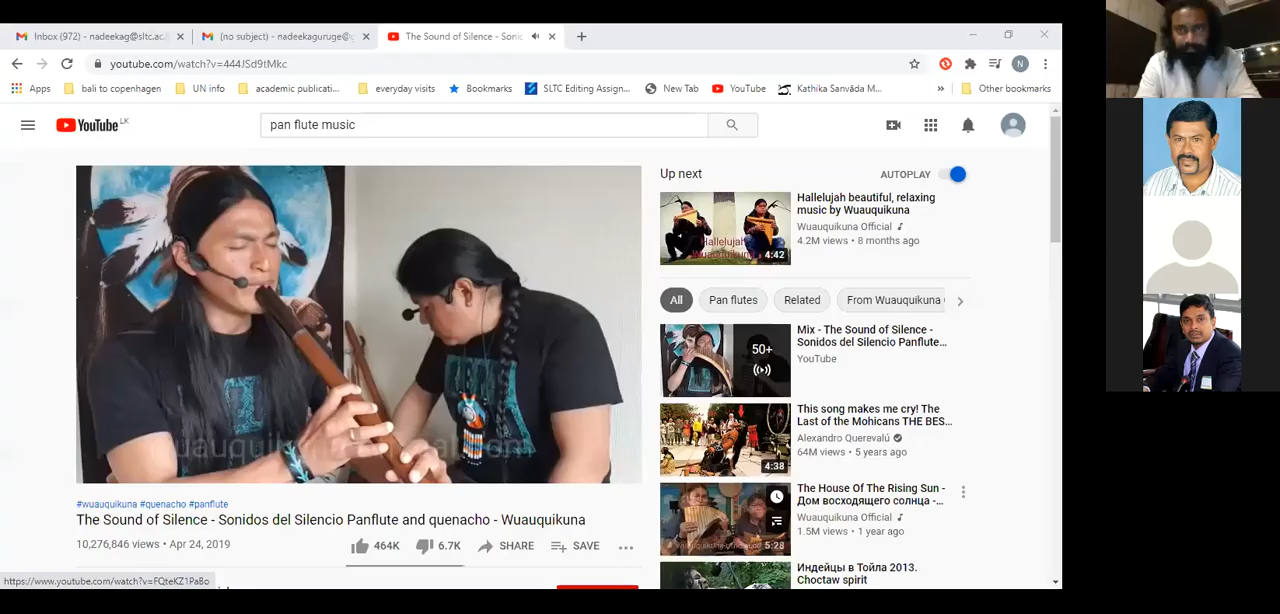 Inbox (972) - nadeekag@sltc.ac.
(no subject) - nadeekaguruge@g
The Sound of Silence - Sonid
youtube.com/watch?v=444JSd9tMkc
Apps
bali to copenhagen
UN info
academic publicati...
everyday visits
Bookmarks
SLTC Editing Assign...
New Tab
YouTube
Kathika Sanvāda M...
»
Other bookmarks
YouTube LK
pan flute music
N
Up next
AUTOPLAY
Hallelujah beautiful, relaxing
music by Wuauquikuna
Wuauquikuna Official
4.2M views • 8 months ago
Hallelujah
4:42
All
Pan flutes
Related
From Wuauquikuna
50+
Mix - The Sound of Silence -
Sonidos del Silencio Panflute...
YouTube
This song makes me cry! The
Last of the Mohicans THE BES...
Alexandro Querevalú
64M views • 5 years ago
4:38
The House Of The Rising Sun -
Дом восходящего солнца -...
Wuauquikuna Official
1.5M views • 1 year ago
5:28
Индейцы в Тойла 2013.
Choctaw spirit
#wuauquikuna #quenacho #panflute
The Sound of Silence - Sonidos del Silencio Panflute and quenacho - Wuauquikuna
10,276,846 views • Apr 24, 2019
464K
6.7K
SHARE
SAVE
https://www.youtube.com/watch?v=FQteKZ1PaBo